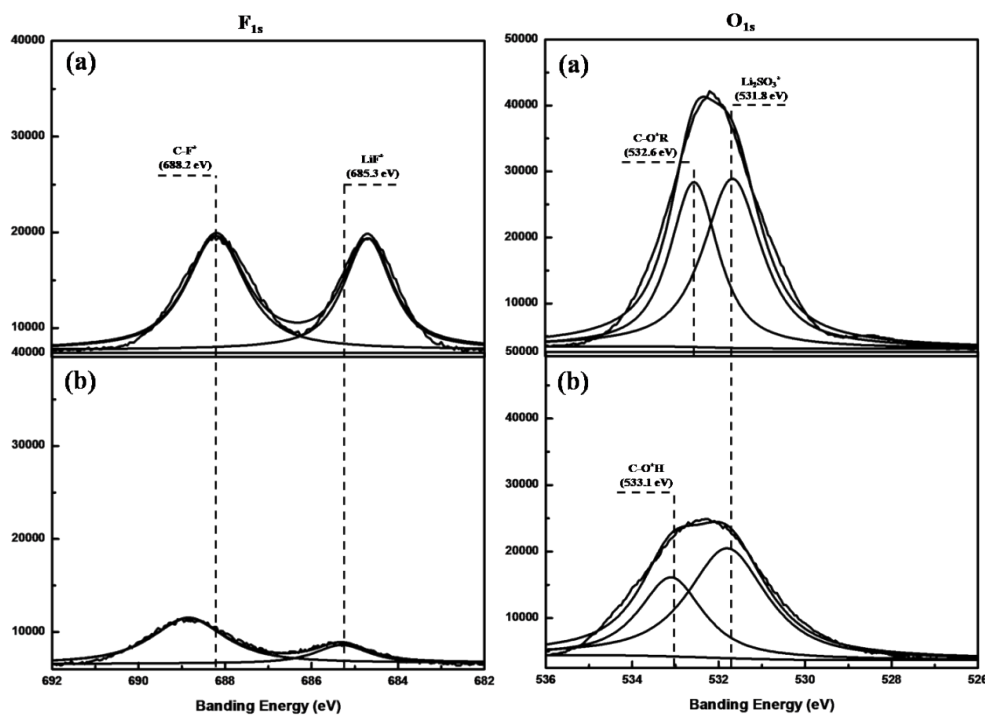 F1s
O1s
40000
(a)
C-F*
(688.2 eV)
LiF*
(685.3 eV)
30000
20000
10000
40000
(b)
30000
20000
10000
692
690
688
686
684
682
Banding Energy (eV)
50000
(a)
Li2SO3*
(531.8 eV)
C-O*R
(532.6 eV)
40000
30000
20000
10000
50000
(b)
C-O*H
(533.1 eV)
40000
30000
20000
10000
536
534
532
530
528
526
Banding Energy (eV)